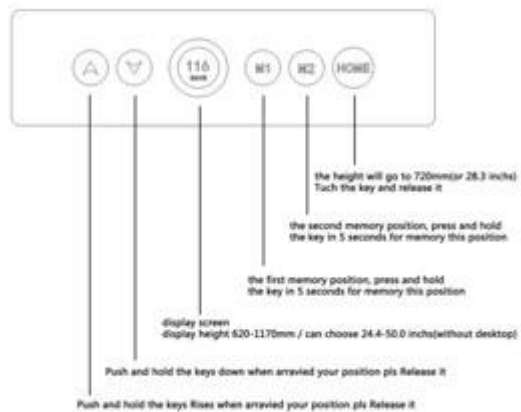 116
M1
M2
HOME
the height will go to 720mm(or 28.3 inchs)
Tuch the key and release it
the second memory position, press and hold
the key in 5 seconds for memory this position
the first memory position, press and hold
the key in 5 seconds for memory this position
display screen
display height 620-1170mm / can choose 24.4-50.0 inchs(without desktop)
Push and hold the keys down when arravied your position pls Release it
Push and hold the keys Rises when arravied your position pls Release it